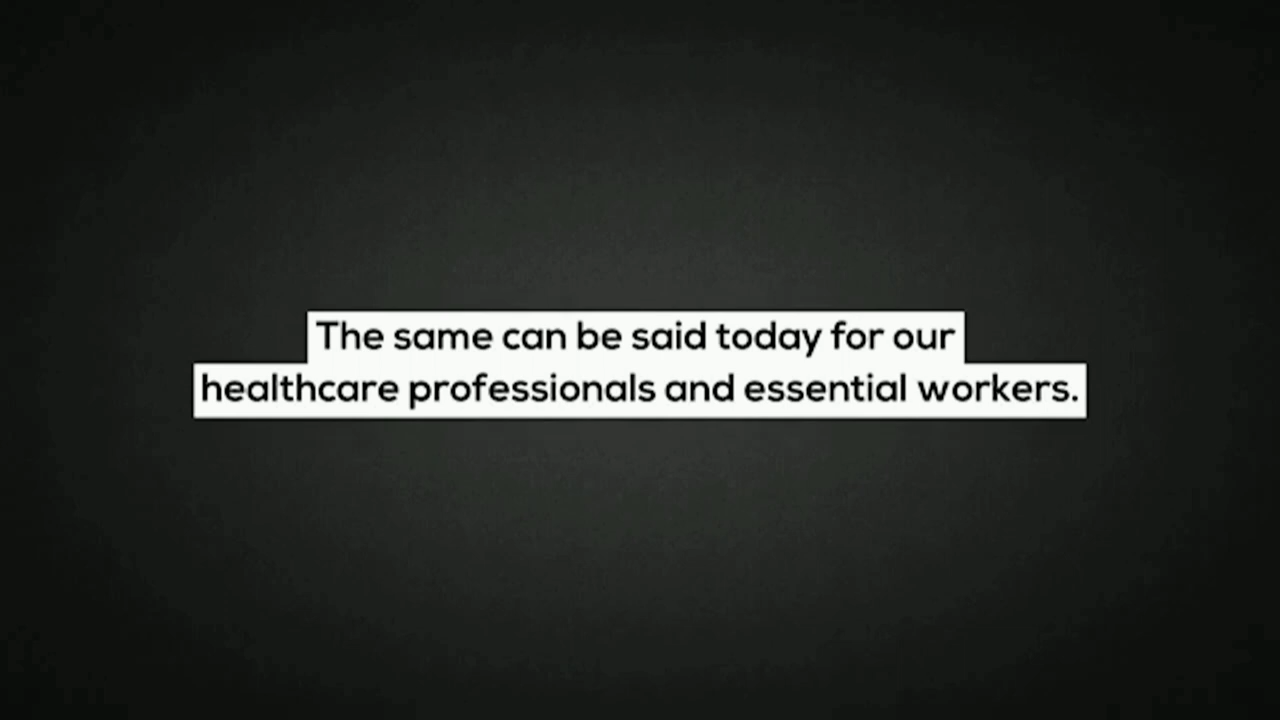 The same can be said today for our
healthcare professionals and essential workers.